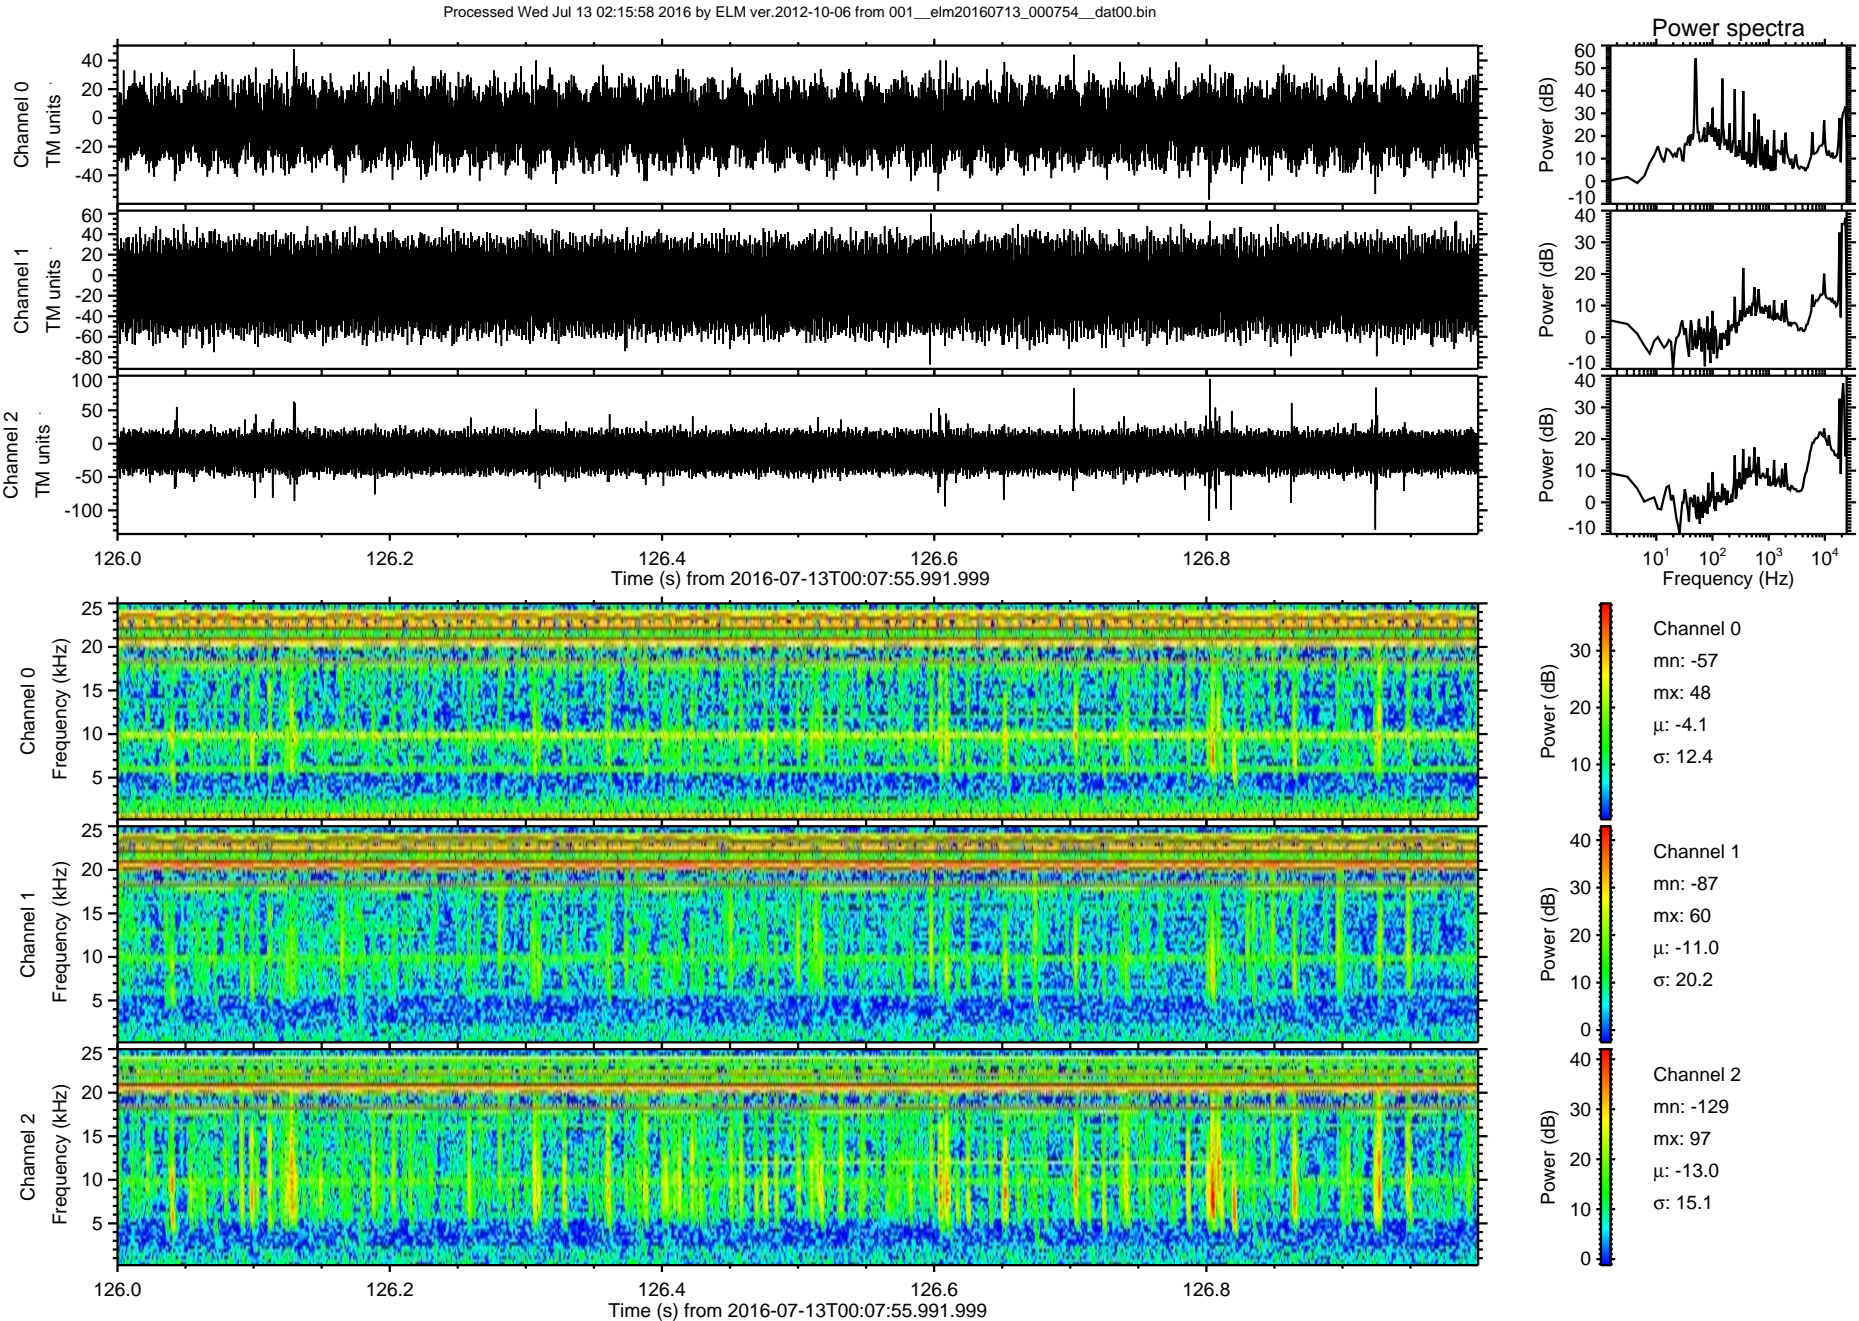 Processed Wed Jul 13 02:15:58 2016 by ELM ver.2012-10-06 from 001__elm20160713_000754__dat00.bin
Power spectra
Channel 0
TM units
40
20
0
-20
-40
Power (dB)
60
50
40
30
20
10
0
-10
Channel 1
TM units
60
40
20
0
-20
-40
-60
-80
Power (dB)
40
30
20
10
0
-10
Channel 2
TM units
100
50
0
-50
-100
Power (dB)
40
30
20
10
0
-10
126.0 126.2 126.4 126.6 126.8
Time (s) from 2016-07-13T00:07:55.991.999
10¹ 10² 10³ 10⁴
Frequency (Hz)
Channel 0
Frequency (kHz)
25
20
15
10
5
Power (dB)
30
20
10
Channel 0
mn: -57
mx: 48
μ: -4.1
σ: 12.4
Channel 1
Frequency (kHz)
25
20
15
10
5
Power (dB)
40
30
20
10
0
Channel 1
mn: -87
mx: 60
μ: -11.0
σ: 20.2
Channel 2
Frequency (kHz)
25
20
15
10
5
Power (dB)
40
30
20
10
0
Channel 2
mn: -129
mx: 97
μ: -13.0
σ: 15.1
126.0 126.2 126.4 126.6 126.8
Time (s) from 2016-07-13T00:07:55.991.999